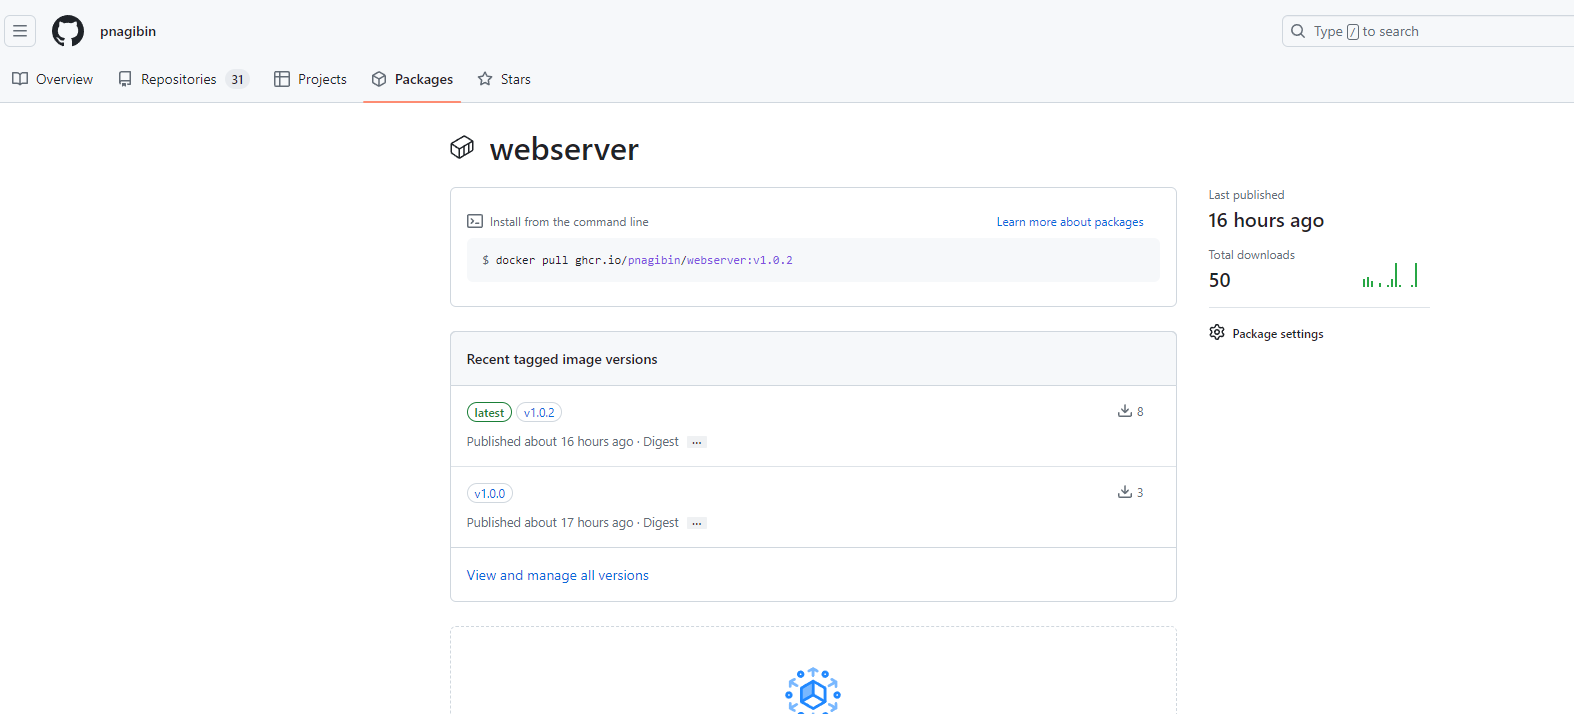 pnagibin
Type / to search
Overview
Repositories 31
Projects
Packages
Stars
webserver
Install from the command line
Learn more about packages
$ docker pull ghcr.io/pnagibin/webserver:v1.0.2
Last published
16 hours ago
Total downloads
50
Package settings
Recent tagged image versions
latest v1.0.2
8
Published about 16 hours ago · Digest ...
v1.0.0
3
Published about 17 hours ago · Digest ...
View and manage all versions